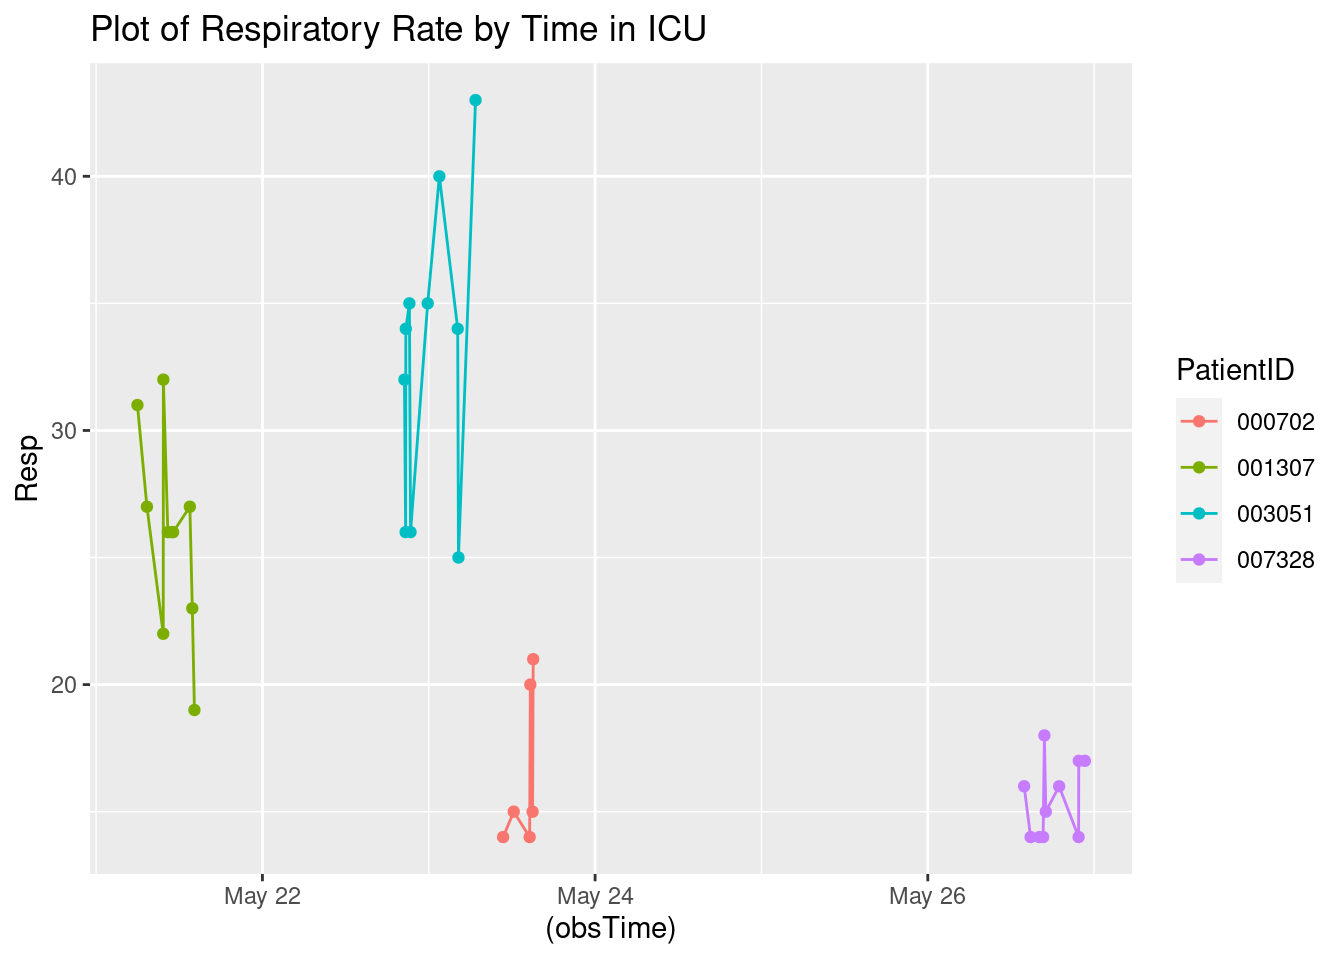 Plot of Respiratory Rate by Time in ICU
40
30
20
Resp
May 22
May 24
May 26
(obsTime)
PatientID
000702
001307
003051
007328